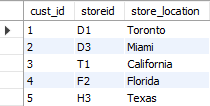 cust_id storeid store_location
1 D1 Toronto
2 D3 Miami
3 T1 California
4 F2 Florida
5 H3 Texas